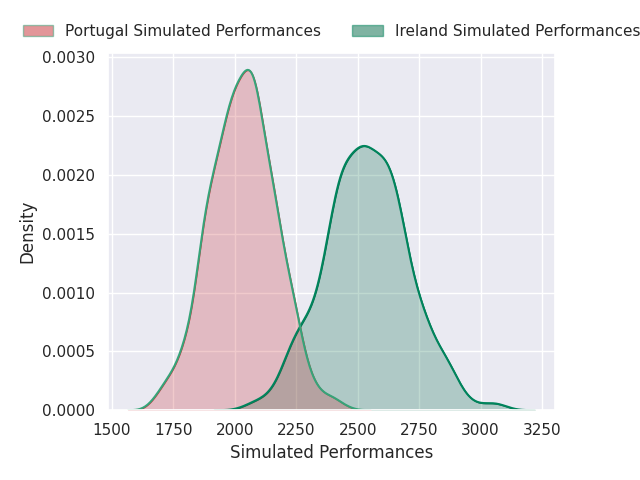 Portugal Simulated Performances Ireland Simulated Performances
0.0030
0.0025
0.0020
0.0015
0.0010
0.0005
0.0000
Density
1500 1750 2000 2250 2500 2750 3000 3250
Simulated Performances